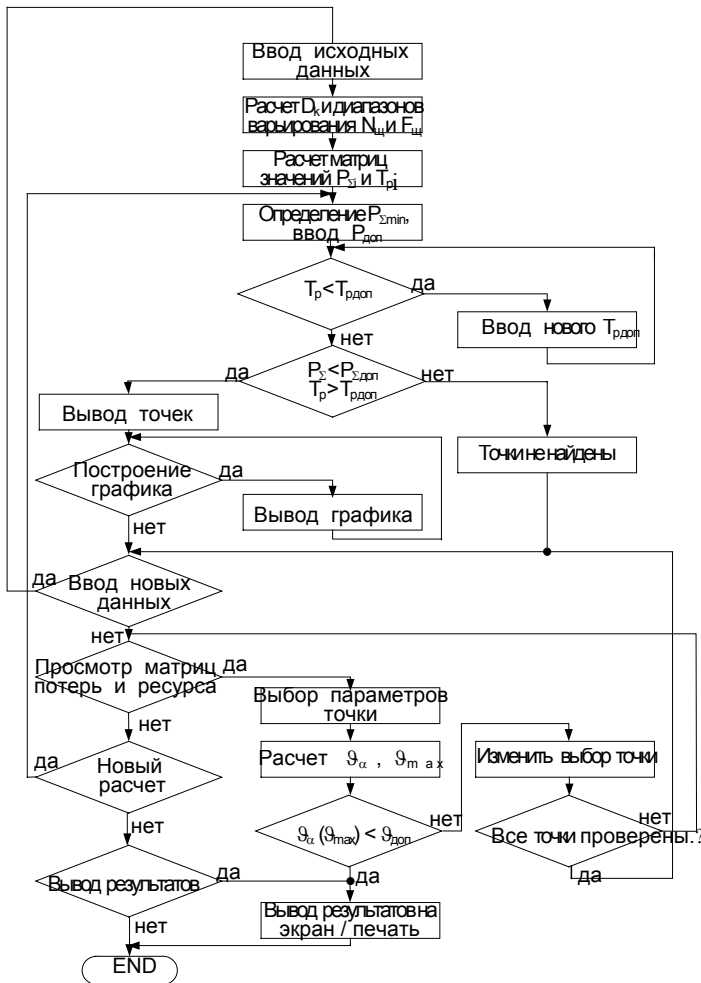 Ввод исходных
данных
Расчет Dк и диапазонов
варьирования Nщ и Fщ
Расчет матриц
значений PΣi и Tpi
Определение PΣmin,
ввод Pдоп
Tp<Tpдоп
да
Ввод нового Tpдоп
нет
PΣ<PΣдоп
Tp>Tpдоп
да
нет
Вывод точек
Точки не найдены
Построение
графика
да
Вывод графика
нет
Ввод новых
данных
да
нет
Просмотр матриц
потерь и ресурса
да
Выбор параметров
точки
нет
Новый
расчет
да
Расчет ϑα , ϑm a x
Изменить выбор точки
нет
ϑα (ϑmax) < ϑдоп
нет
Все точки проверены.?
нет
да
да
Вывод результатов
да
Вывод результатов на
экран / печать
нет
END